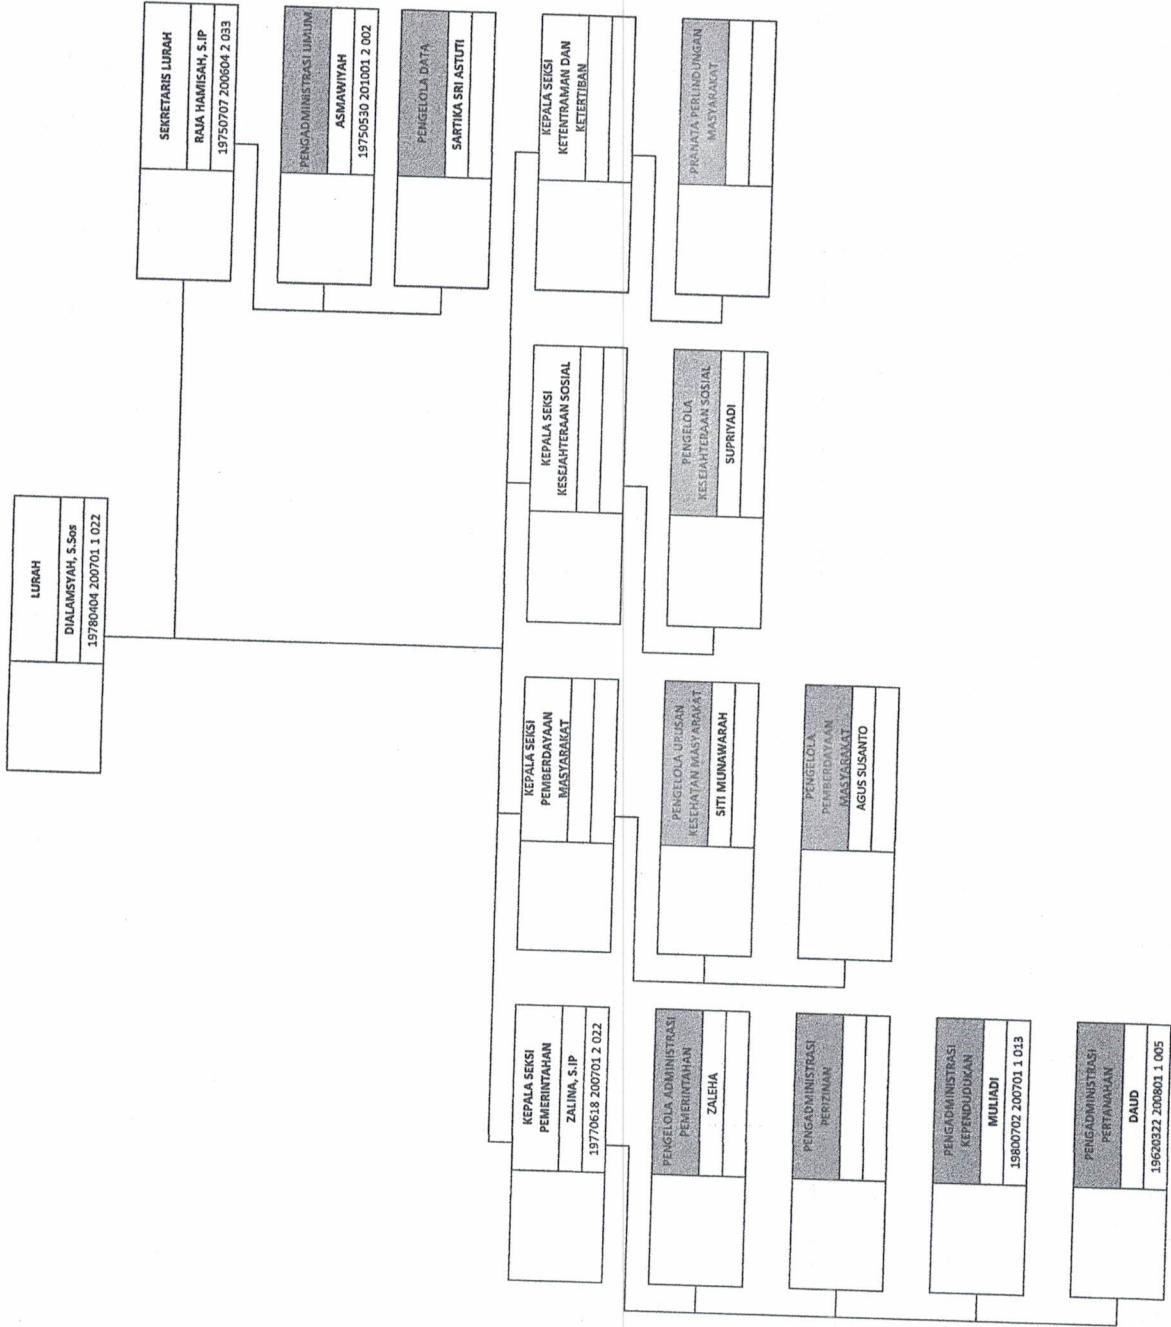 LURAH
DIALAMSYAH, S.Sos
19780404 200701 1 022
SEKRETARIS LURAH
RAJA HAMISAH, S.IP
19750707 200604 2 033
PENGADMINISTRASI UMUM
ASMAWIYAH
19750530 201001 2 002
PENGELOLA DATA
SARTIKA SRI ASTUTI
KEPALA SEKSI
PEMERINTAHAN
ZALINA, S.IP
19770618 200701 2 022
PENGELOLA ADMINISTRASI
PEMERINTAHAN
ZALEHA
PENGADMINISTRASI
PERIZINAN
PENGADMINISTRASI
KEPENDUDUKAN
MULIADI
19800702 200701 1 013
PENGADMINISTRASI
PERTANAHAN
DAUD
19620322 200801 1 005
KEPALA SEKSI
PEMBERDAYAAN
MASYARAKAT
PENGELOLA URUSAN
KESEHATAN MASYARAKAT
SITI MUNAWARAH
PENGELOLA
PEMBERDAYAAN
MASYARAKAT
AGUS SUSANTO
KEPALA SEKSI
KESEJAHTERAAN SOSIAL
PENGELOLA
KESEJAHTERAAN SOSIAL
SUPRIYADI
KEPALA SEKSI
KETENTRAMAN DAN
KETERTIBAN
PRANATA PERLINDUNGAN
MASYARAKAT